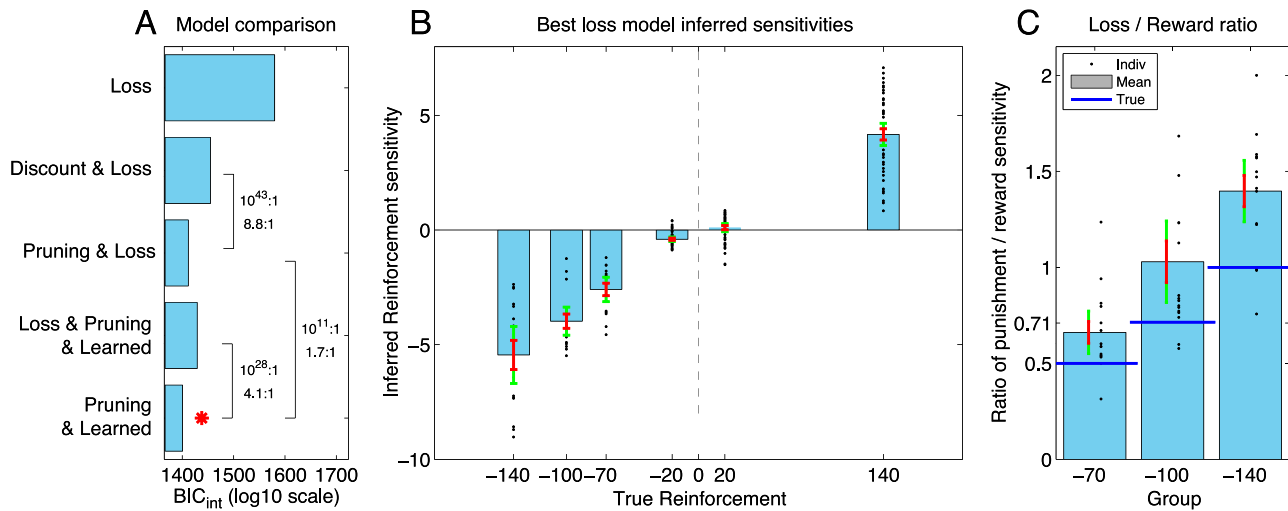 A
Model comparison
Loss
Discount & Loss
Pruning & Loss
Loss & Pruning
& Learned
Pruning
& Learned
10^43:1
8.8:1
10^28:1
4.1:1
10^11:1
1.7:1
1400 1500 1600 1700
BIC_int (log10 scale)
B
Best loss model inferred sensitivities
Inferred Reinforcement sensitivity
10
5
0
−5
−10
−140 −100 −70 −20 0 20 140
True Reinforcement
C
Loss / Reward ratio
Indiv
Mean
True
Ratio of punishment / reward sensitivity
2
1.5
1
0.71
0.5
0
−70 −100 −140
Group